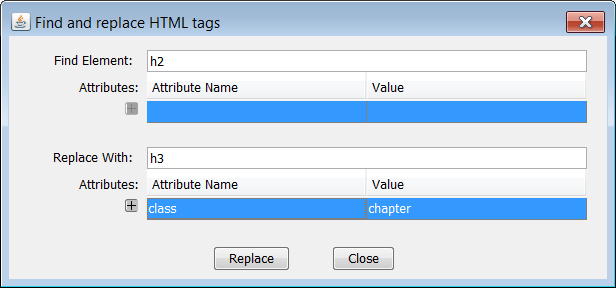 Find and replace HTML tags
Find Element: h2
Attributes: Attribute Name Value
Replace With: h3
Attributes: Attribute Name Value
class chapter
Replace Close